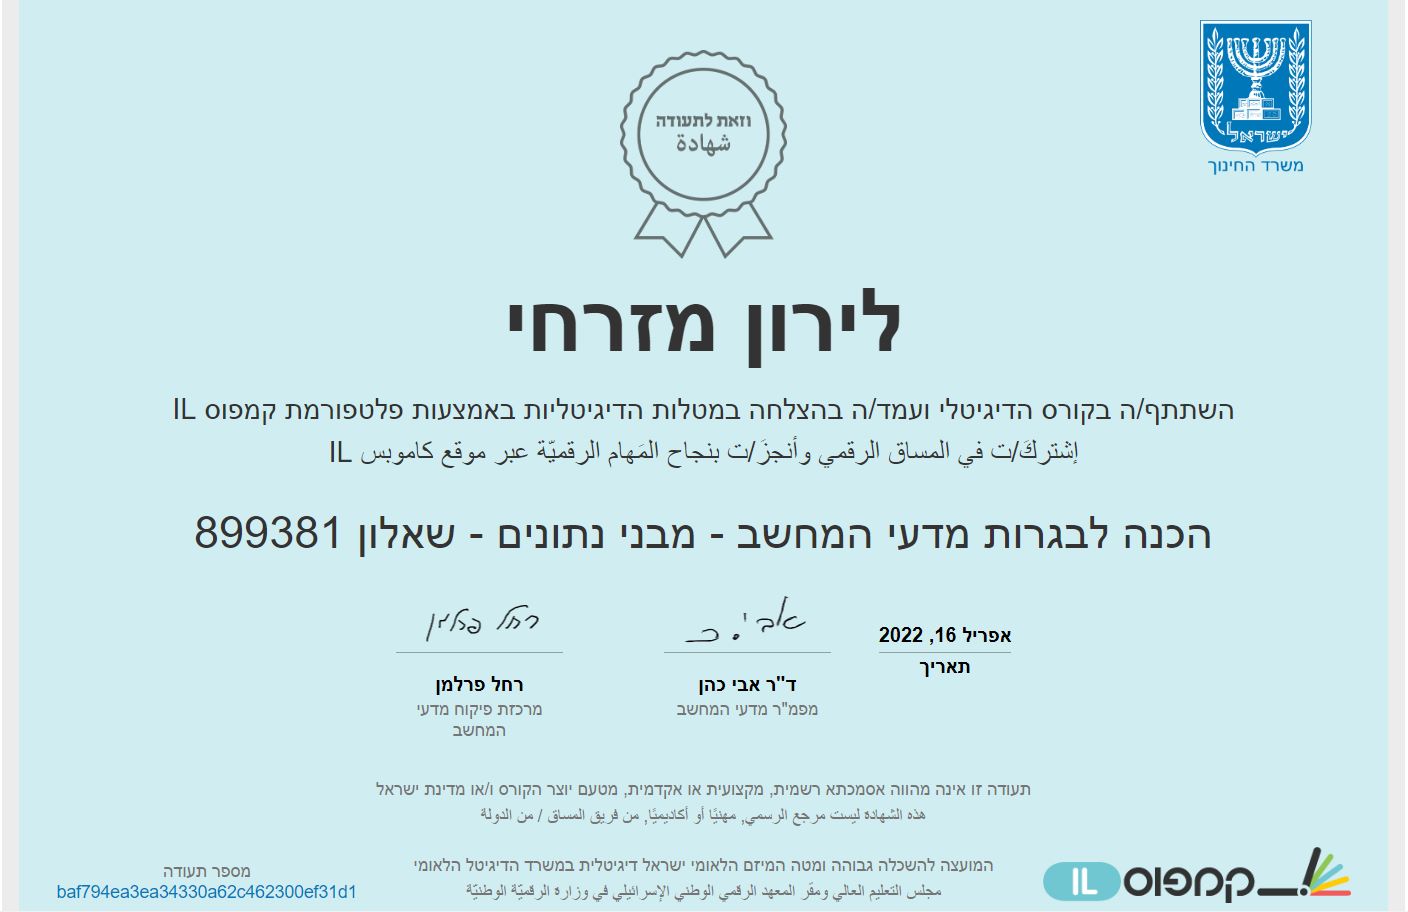 ישראל
משרד החינוך
וזאת לתעודה
شهادة
לירון מזרחי
השתתף/ה בקורס הדיגיטלי ועמד/ה בהצלחה במטלות הדיגיטליות באמצעות פלטפורמת קמפוס IL
إشتركَ/ت في المساق الرقمي وأنجزَ/ت بنجاح المَهام الرقميّة عبر موقع كاموبس IL
הכנה לבגרות מדעי המחשב - מבני נתונים - שאלון 899381
אפריל 16, 2022
תאריך
אבי כ
ד"ר אבי כהן
מפמ"ר מדעי המחשב
רחל פרלמן
רחל פרלמן
מרכזת פיקוח מדעי
המחשב
תעודה זו אינה מהווה אסמכתא רשמית, מקצועית או אקדמית, מטעם יוצר הקורס ו/או מדינת ישראל
هذه الشهادة ليست مرجع الرسمي, مهنيًا أو أكاديميًا, من فريق المساق / من الدولة
המועצה להשכלה גבוהה ומטה המיזם הלאומי ישראל דיגיטלית במשרד הדיגיטל הלאומי
مجلس التعليم العالي ومقر المعهد الرقمي الوطني الإسرائيلي في وزارة الرقميّة الوطنيّة
קמפוס IL
מספר תעודה
baf794ea3ea34330a62c462300ef31d1